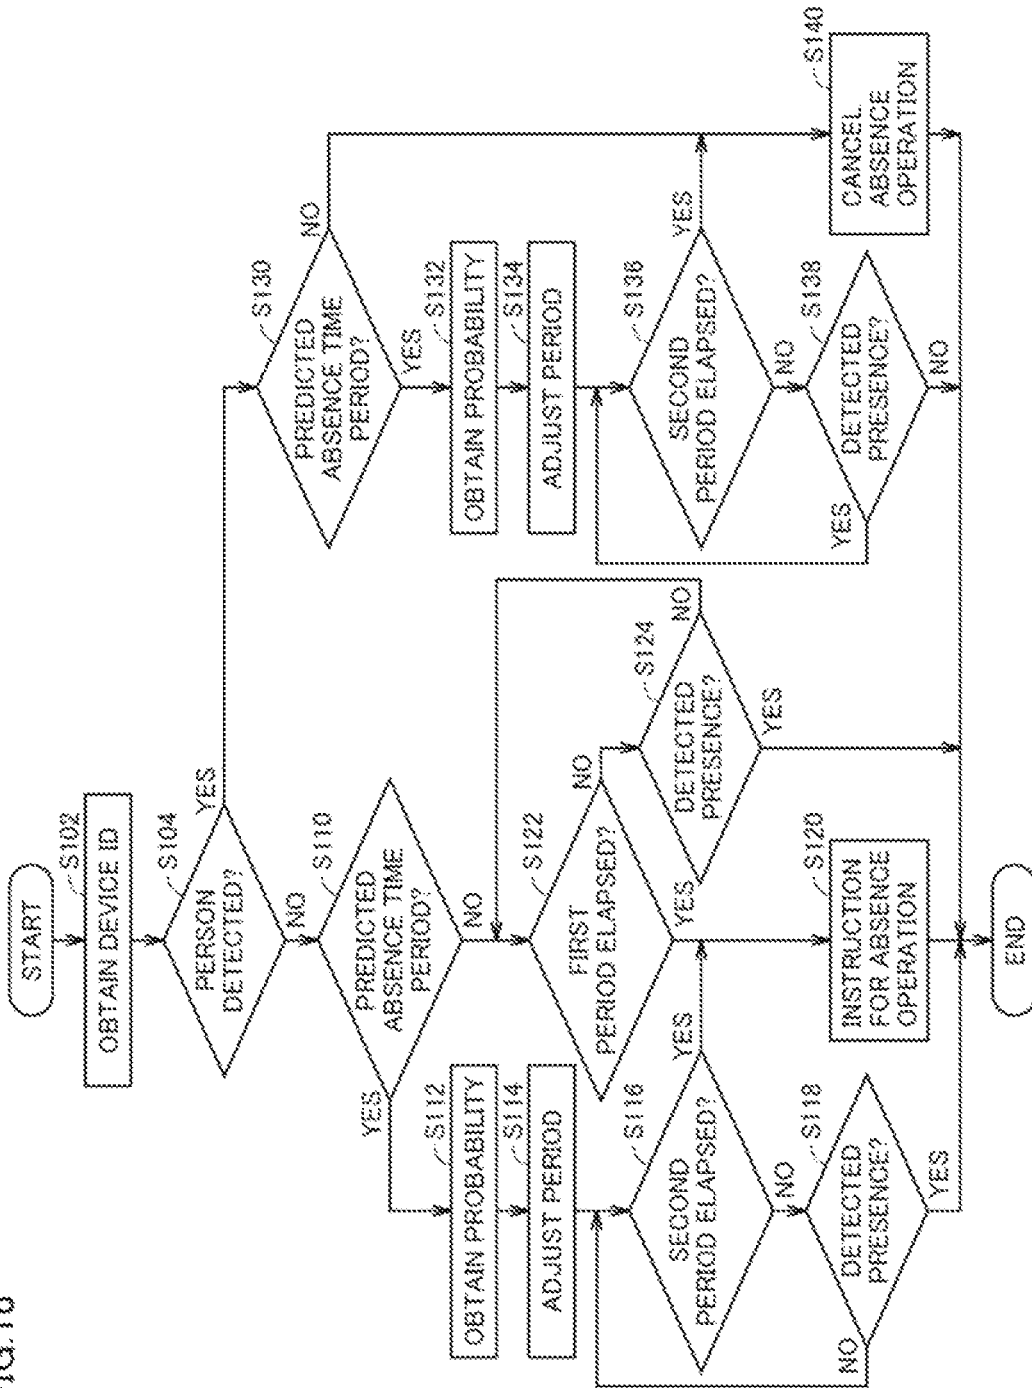 START
S102
OBTAIN DEVICE ID
S104
PERSON
DETECTED?
YES
NO
S110
PREDICTED
ABSENCE TIME
PERIOD?
YES
NO
S112
OBTAIN PROBABILITY
S114
ADJUST PERIOD
S116
SECOND
PERIOD ELAPSED?
YES
NO
S118
DETECTED
PRESENCE?
NO
YES
S122
FIRST
PERIOD ELAPSED?
NO
YES
S124
DETECTED
PRESENCE?
NO
YES
S120
INSTRUCTION
FOR ABSENCE
OPERATION
S130
PREDICTED
ABSENCE TIME
PERIOD?
NO
YES
S132
OBTAIN PROBABILITY
S134
ADJUST PERIOD
S136
SECOND
PERIOD ELAPSED?
YES
NO
S138
DETECTED
PRESENCE?
YES
NO
S140
CANCEL
ABSENCE
OPERATION
END